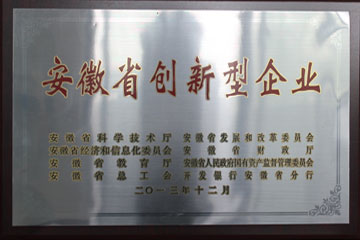 安徽省创新型企业
安徽省科学技术厅 安徽省发展和改革委员会
安徽省经济和信息化委员会 安徽省财政厅
安徽省教育厅 安徽省人民政府国有资产监督管理委员会
安徽省总工会 开发银行安徽省分行
二〇一三年十二月